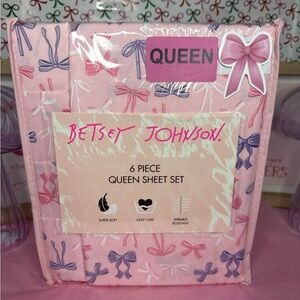 QUEEN
BETSEY JOHNSON.
6 PIECE
QUEEN SHEET SET
SUPER SOFT
EASY CARE
WRINKLE
RESISTANT